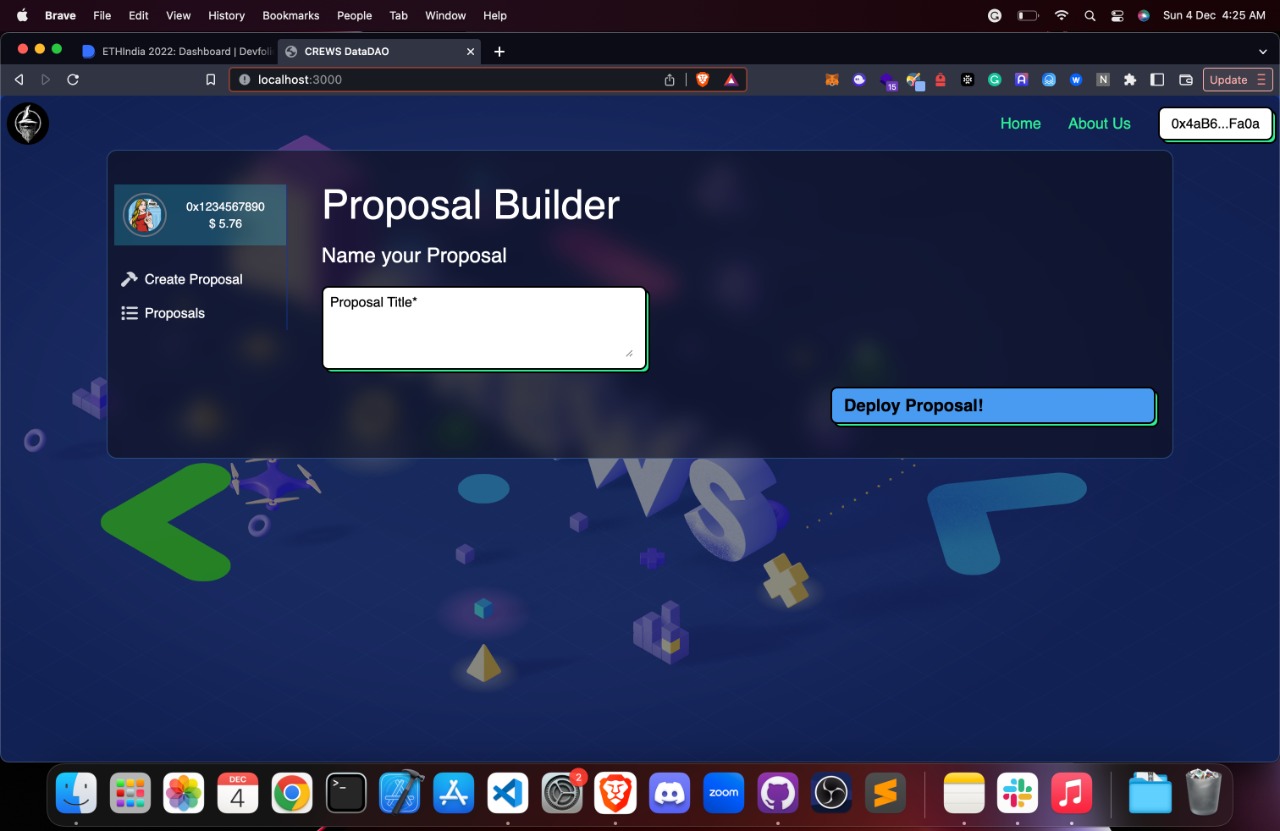 Brave File Edit View History Bookmarks People Tab Window Help Sun 4 Dec 4:25 AM
ETHIndia 2022: Dashboard | Devfoli CREWS DataDAO
localhost:3000 15 Update
Home About Us 0x4aB6...Fa0a
0x1234567890
$ 5.76
Create Proposal
Proposals
Proposal Builder
Name your Proposal
Proposal Title*
Deploy Proposal!
WS
DEC
4
2
zoom